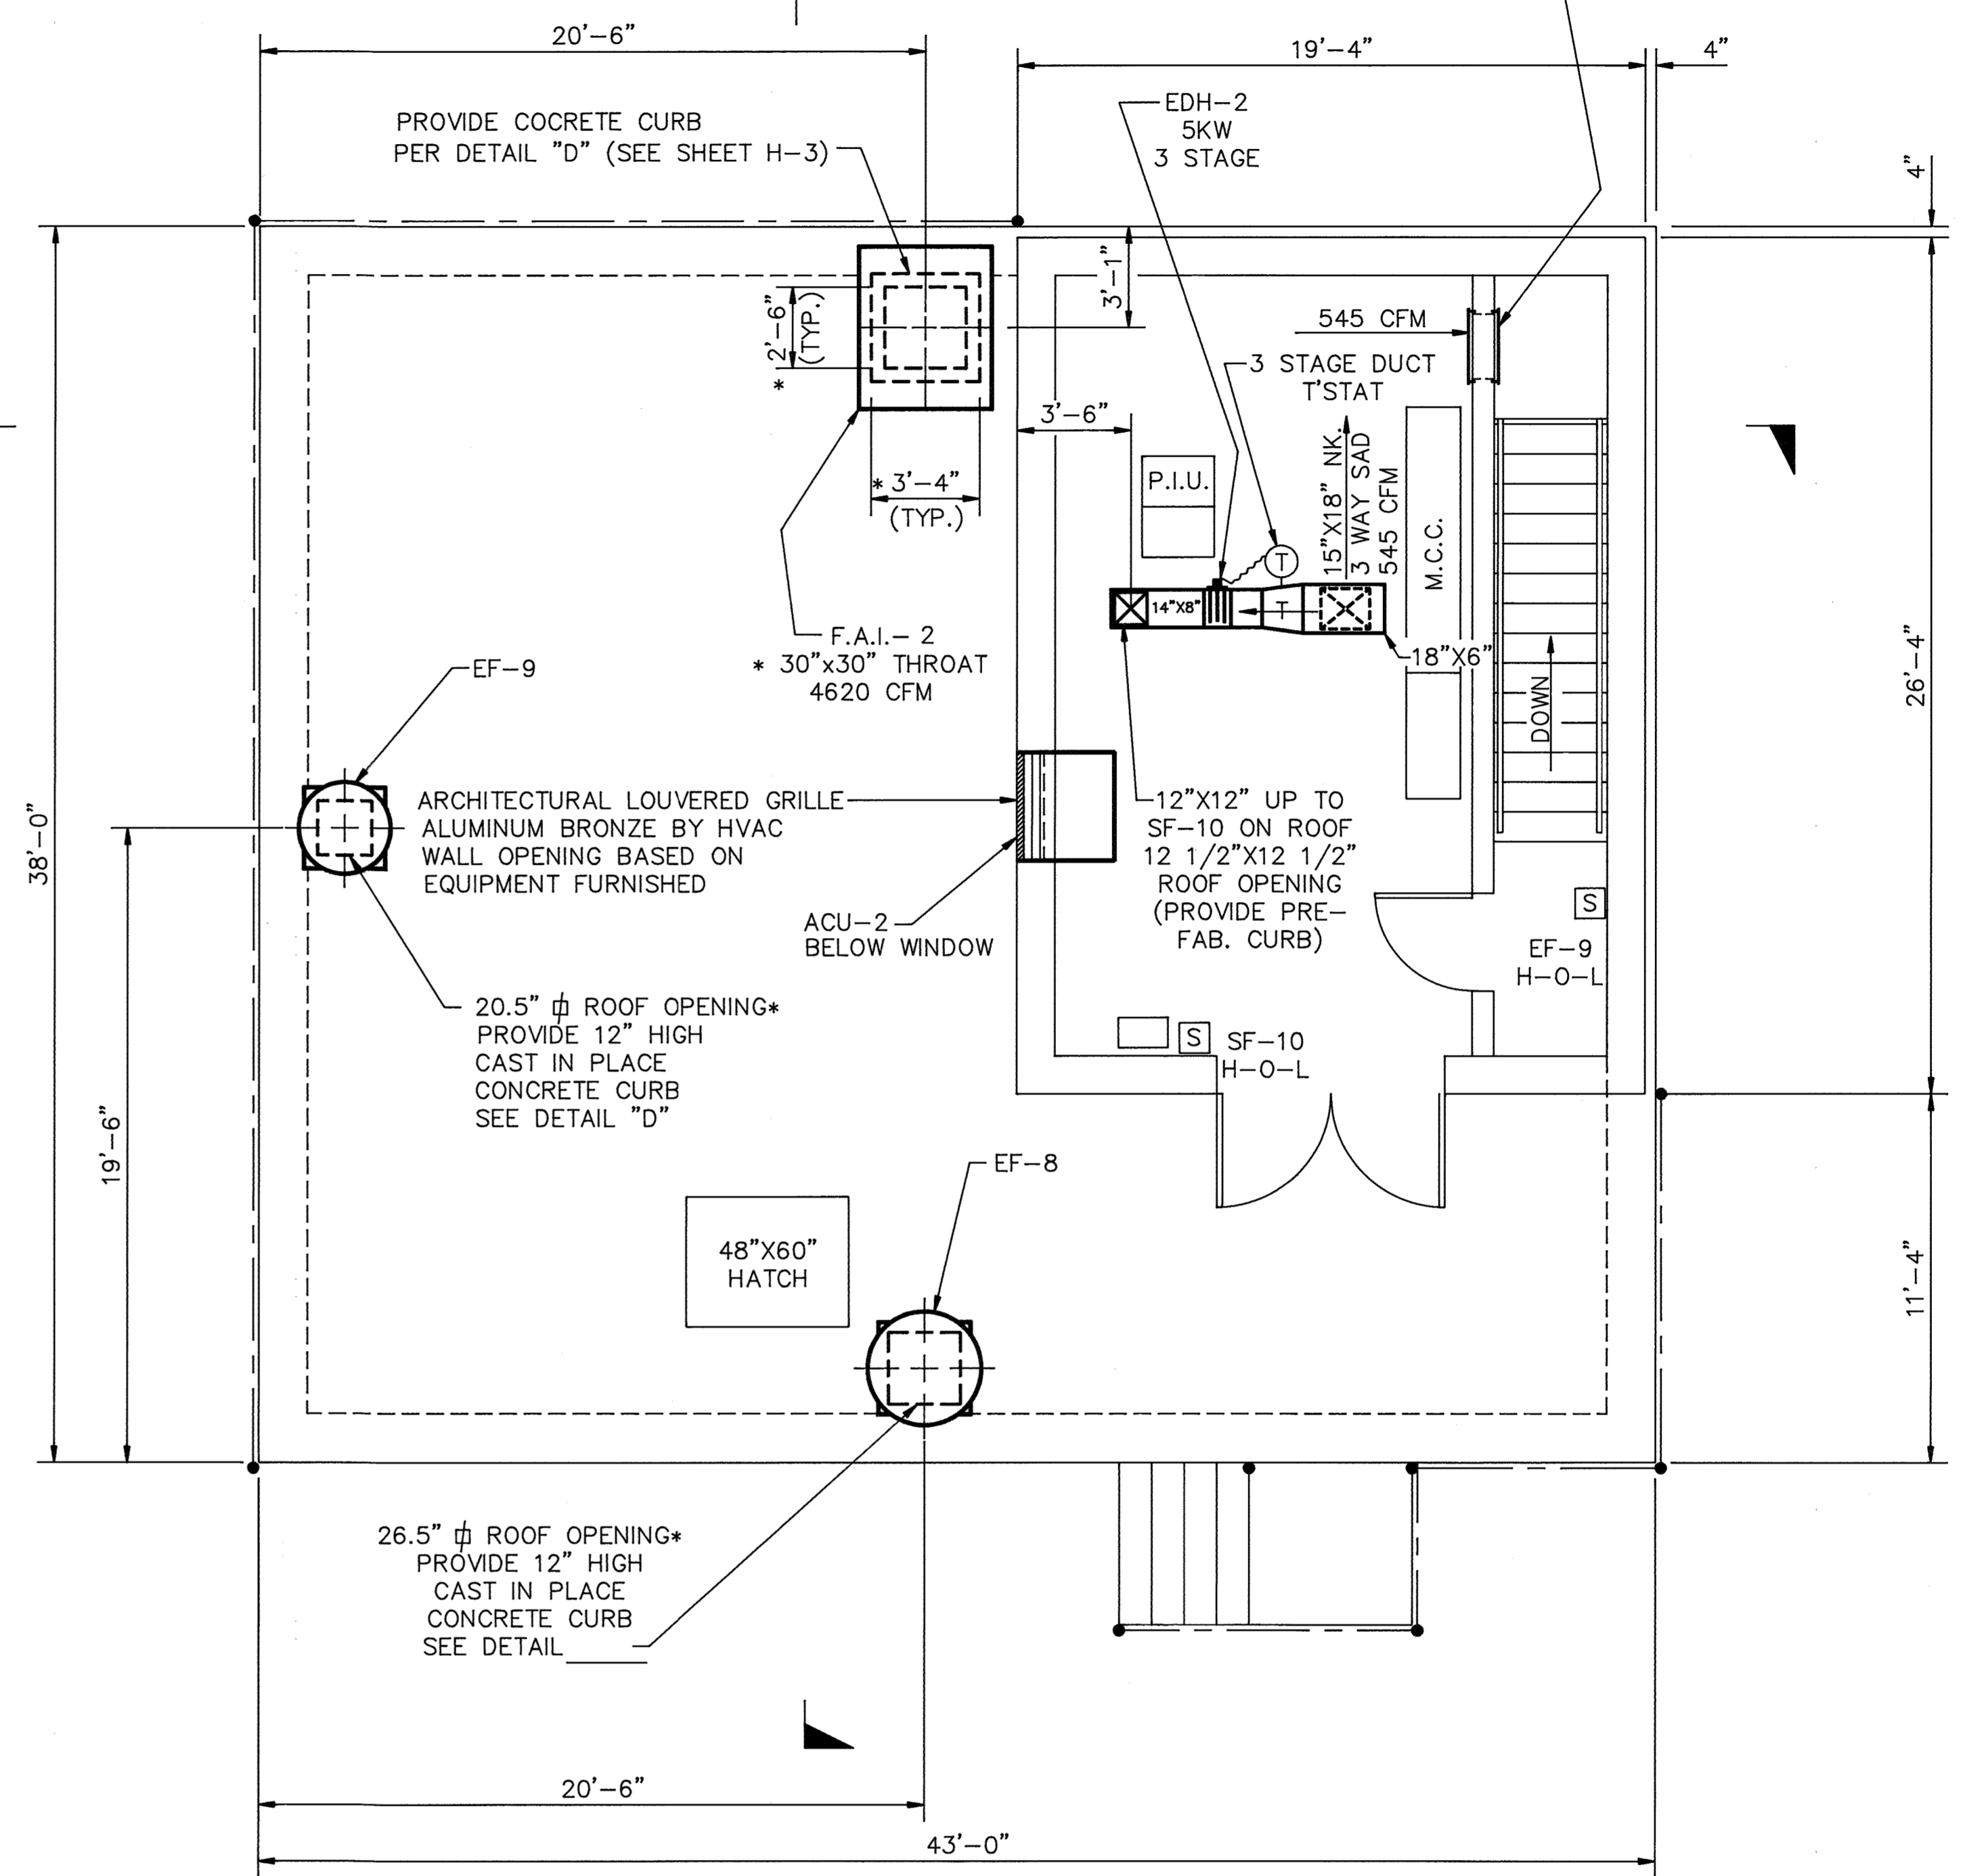 20'-6"
19'-4"
4"
PROVIDE COCRETE CURB
PER DETAIL "D" (SEE SHEET H-3)
EDH-2
5KW
3 STAGE
4"
3'-1"
* 2'-6"
(TYP.)
545 CFM
3 STAGE DUCT
T'STAT
3'-6"
* 3'-4"
(TYP.)
P.I.U.
15"X18" NK.
3 WAY SAD
545 CFM
M.C.C.
T
14"X8"
T
18"X6"
F.A.I.- 2
* 30"x30" THROAT
4620 CFM
EF-9
26'-4"
DOWN
38'-0"
ARCHITECTURAL LOUVERED GRILLE
ALUMINUM BRONZE BY HVAC
WALL OPENING BASED ON
EQUIPMENT FURNISHED
12"X12" UP TO
SF-10 ON ROOF
12 1/2"X12 1/2"
ROOF OPENING
(PROVIDE PRE-
FAB. CURB)
ACU-2
BELOW WINDOW
S
EF-9
H-O-L
20.5" ROOF OPENING*
PROVIDE 12" HIGH
CAST IN PLACE
CONCRETE CURB
SEE DETAIL "D"
S
SF-10
H-O-L
19'-6"
EF-8
48"X60"
HATCH
11'-4"
26.5" ROOF OPENING*
PROVIDE 12" HIGH
CAST IN PLACE
CONCRETE CURB
SEE DETAIL
20'-6"
43'-0"